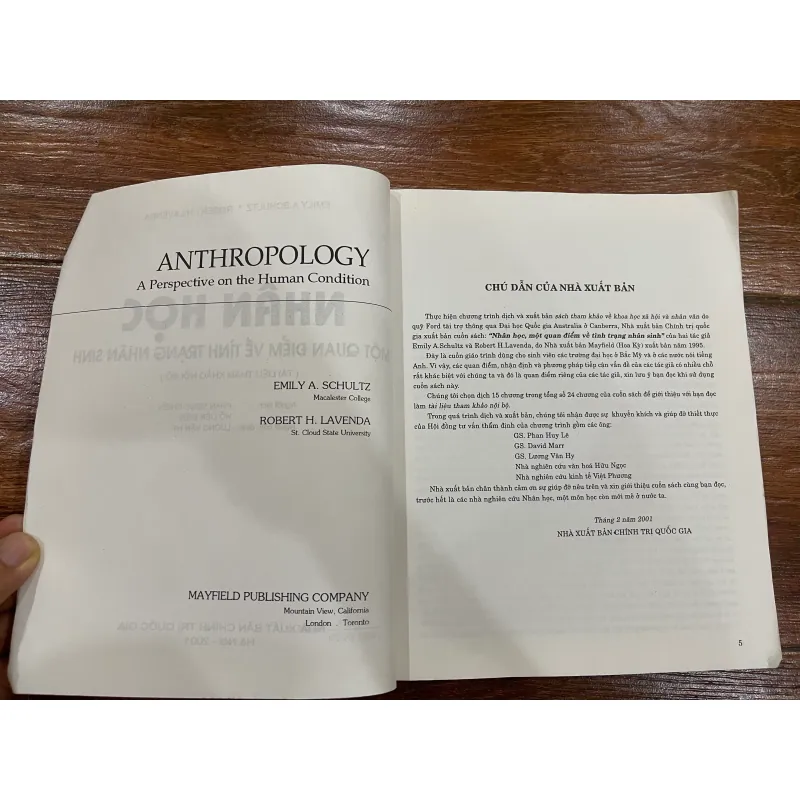 ANTHROPOLOGY
A Perspective on the Human Condition
EMILY A. SCHULTZ
Macalester College
ROBERT H. LAVENDA
St. Cloud State University
MAYFIELD PUBLISHING COMPANY
Mountain View, California
London . Toronto
CHÚ DẪN CỦA NHÀ XUẤT BẢN
Thực hiện chương trình dịch và xuất bản sách tham khảo về khoa học xã hội và nhân văn do
quỹ Ford tài trợ thông qua Đại học Quốc gia Australia ở Canberra, Nhà xuất bản Chính trị quốc
gia xuất bản cuốn sách: "Nhân học, một quan điểm về tình trạng nhân sinh" của hai tác giả
Emily A.Schultz và Robert H.Lavenda, do Nhà xuất bản Mayfield (Hoa Kỳ) xuất bản năm 1995.
Đây là cuốn giáo trình dùng cho sinh viên các trường đại học ở Bắc Mỹ và ở các nước nói tiếng
Anh. Vì vậy, các quan điểm, nhận định và phương pháp tiếp cận vấn đề của các tác giả có nhiều chỗ
rất khác biệt với chúng ta và đó là quan điểm riêng của các tác giả, xin lưu ý bạn đọc khi sử dụng
cuốn sách này.
Chúng tôi chọn dịch 15 chương trong tổng số 24 chương của cuốn sách để giới thiệu với bạn đọc
làm tài liệu tham khảo nội bộ.
Trong quá trình dịch và xuất bản, chúng tôi nhận được sự khuyến khích và giúp đỡ thiết thực
của Hội đồng tư vấn thẩm định của chương trình gồm các ông:
GS. Phan Huy Lê
GS. David Marr
GS. Lương Văn Hy
Nhà nghiên cứu văn hoá Hữu Ngọc
Nhà nghiên cứu kinh tế Việt Phương
Nhà xuất bản chân thành cảm ơn sự giúp đỡ nêu trên và xin giới thiệu cuốn sách cùng bạn đọc,
trước hết là các nhà nghiên cứu Nhân học, một môn học còn mới mẻ ở nước ta.
Tháng 2 năm 2001
NHÀ XUẤT BẢN CHÍNH TRỊ QUỐC GIA
5